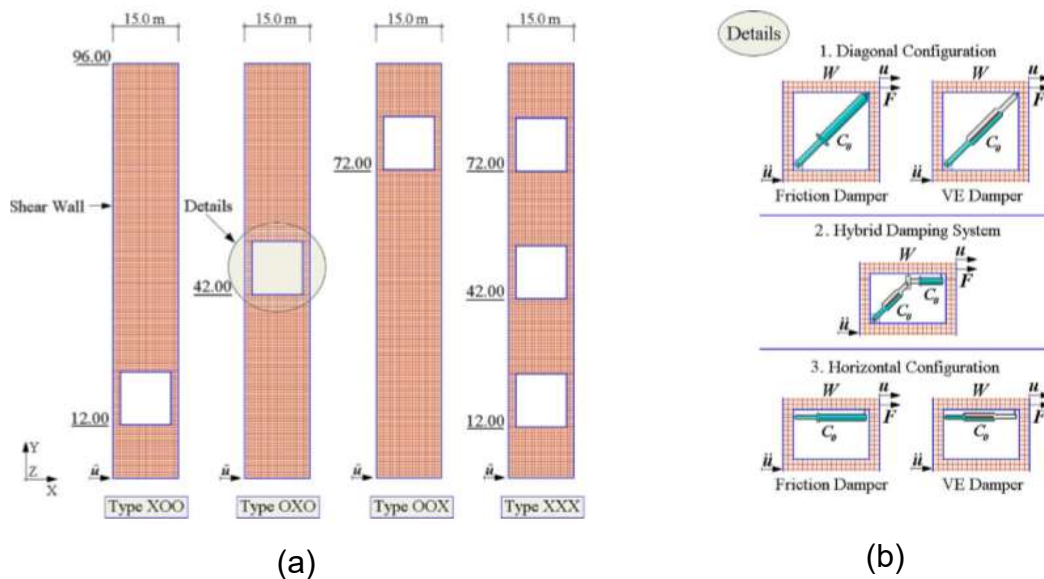 15.0 m 15.0 m 15.0 m 15.0 m
96.00
72.00 72.00
Shear Wall
Details
42.00 42.00
12.00 12.00
Y
Z
X
ü ü ü ü
Type XOO Type OXO Type OOX Type XXX
(a)
Details
1. Diagonal Configuration
W u W u
F F
C₀ C₀
ü ü
Friction Damper VE Damper
2. Hybrid Damping System
W u
F
C₀
C₀
ü
3. Horizontal Configuration
W u W u
F F
C₀ C₀
ü ü
Friction Damper VE Damper
(b)